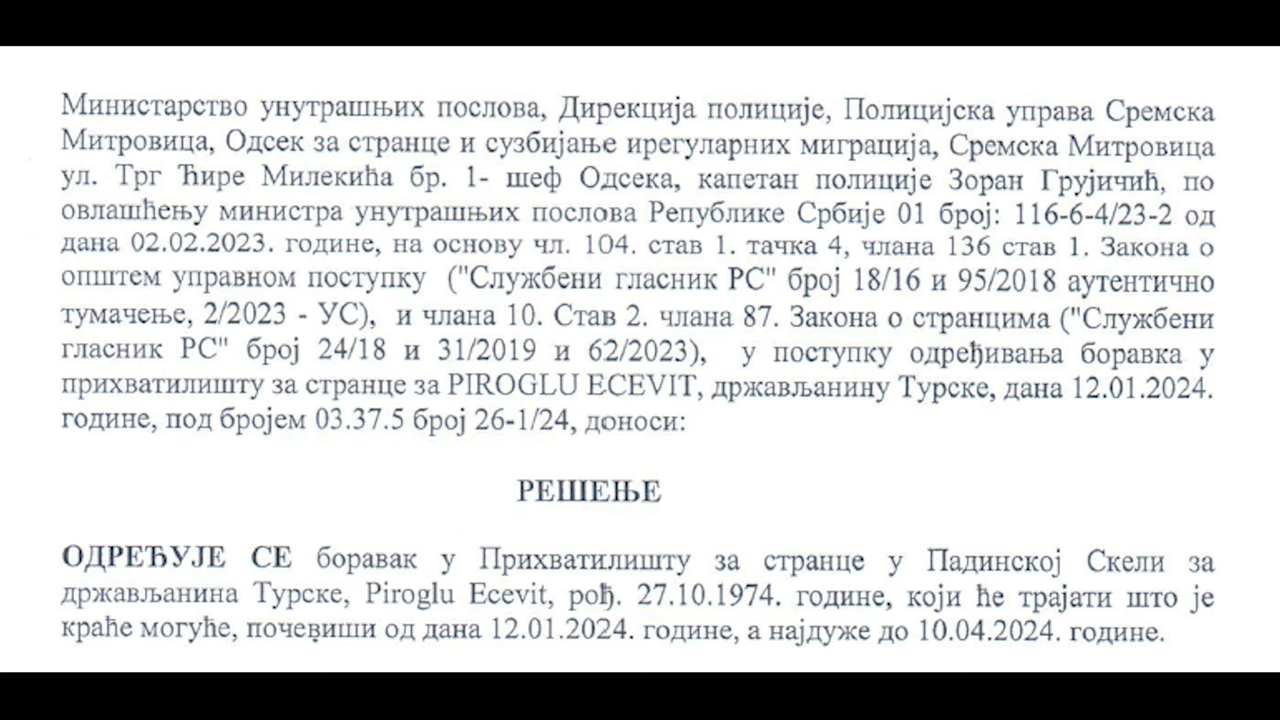 Министарство унутрашњих послова, Дирекција полиције, Полицијска управа Сремска
Митровица, Одсек за странце и сузбијање ирегуларних миграција, Сремска Митровица
ул. Трг Ћире Милекића бр. 1- шеф Одсека, капетан полиције Зоран Грујичић, по
овлашћењу министра унутрашњих послова Републике Србије 01 број: 116-6-4/23-2 од
дана 02.02.2023. године, на основу чл. 104. став 1. тачка 4, члана 136 став 1. Закона о
општем управном поступку ("Службени гласник РС" број 18/16 и 95/2018 аутентично
тумачење, 2/2023 - УС), и члана 10. Став 2. члана 87. Закона о странцима ("Службени
гласник РС" број 24/18 и 31/2019 и 62/2023), у поступку одређивања боравка у
прихватилишту за странце за PIROGLU ECEVIT, држављанину Турске, дана 12.01.2024.
године, под бројем 03.37.5 број 26-1/24, доноси:
РЕШЕЊЕ
ОДРЕЂУЈЕ СЕ боравак у Прихватилишту за странце у Падинској Скели за
држављанина Турске, Piroglu Ecevit, рођ. 27.10.1974. године, који ће трајати што је
краће могуће, почевиши од дана 12.01.2024. године, а најдуже до 10.04.2024. године.